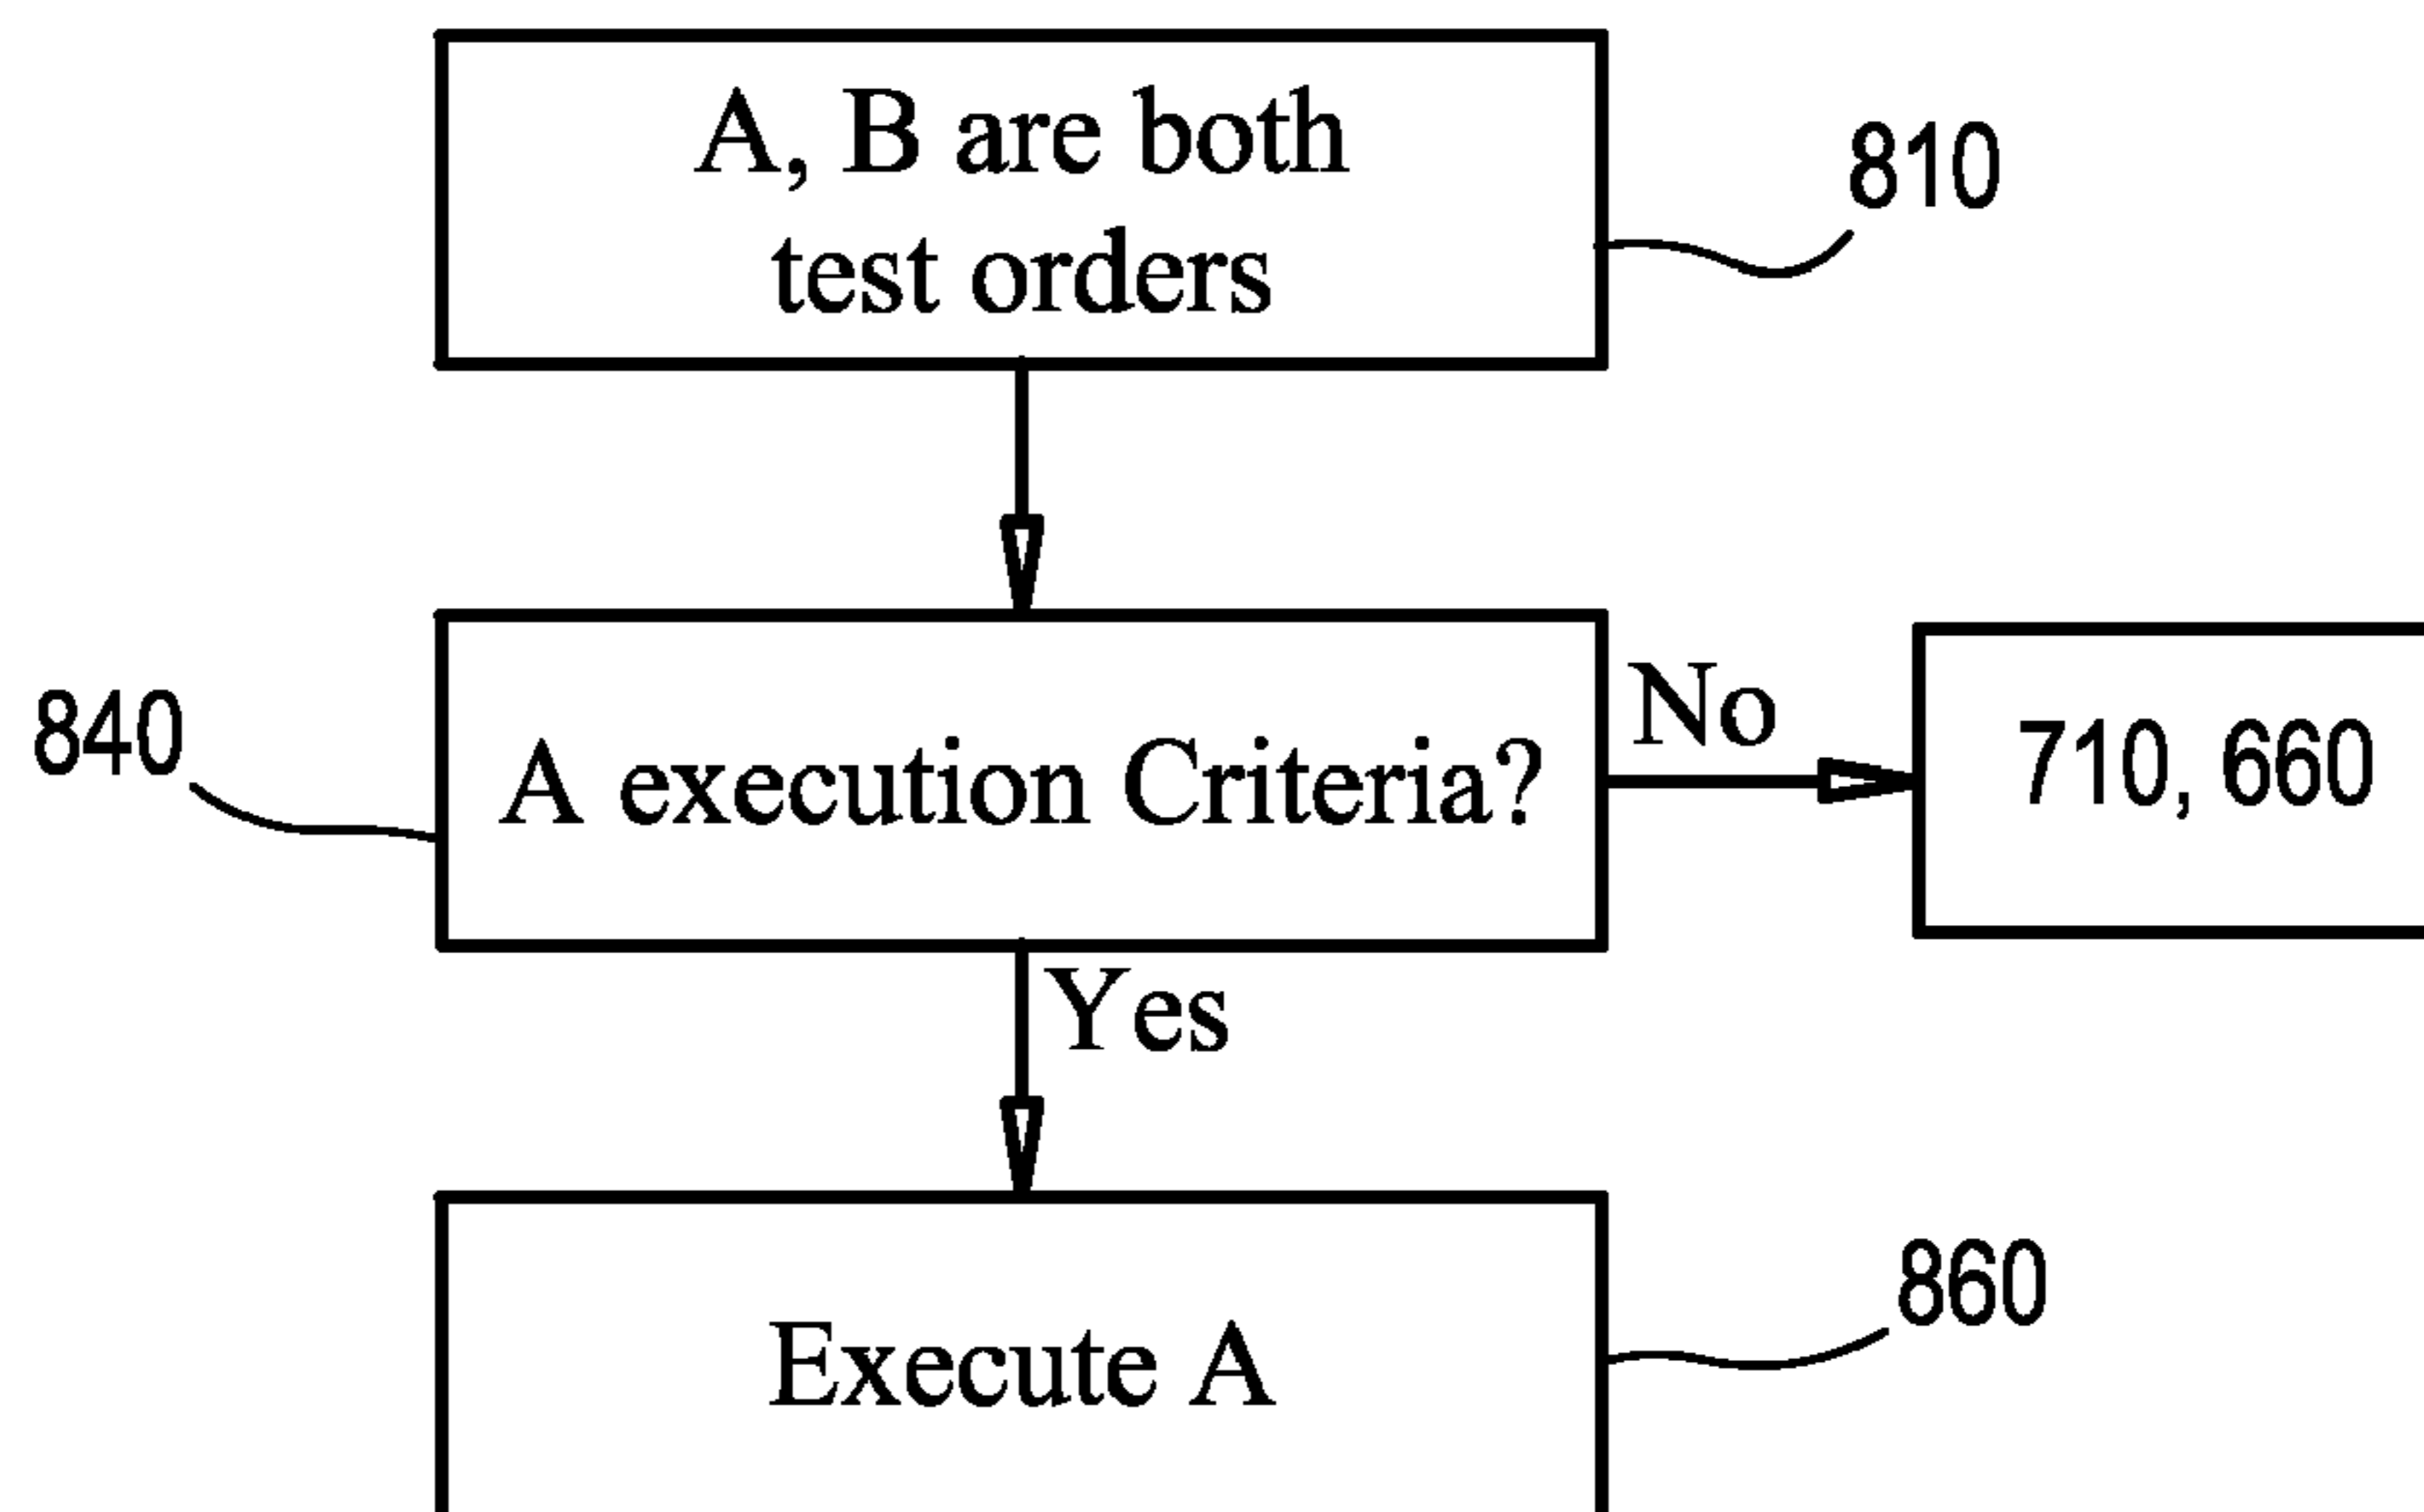 A, B are both
test orders
810
840
A execution Criteria?
No
710, 660
Yes
Execute A
860